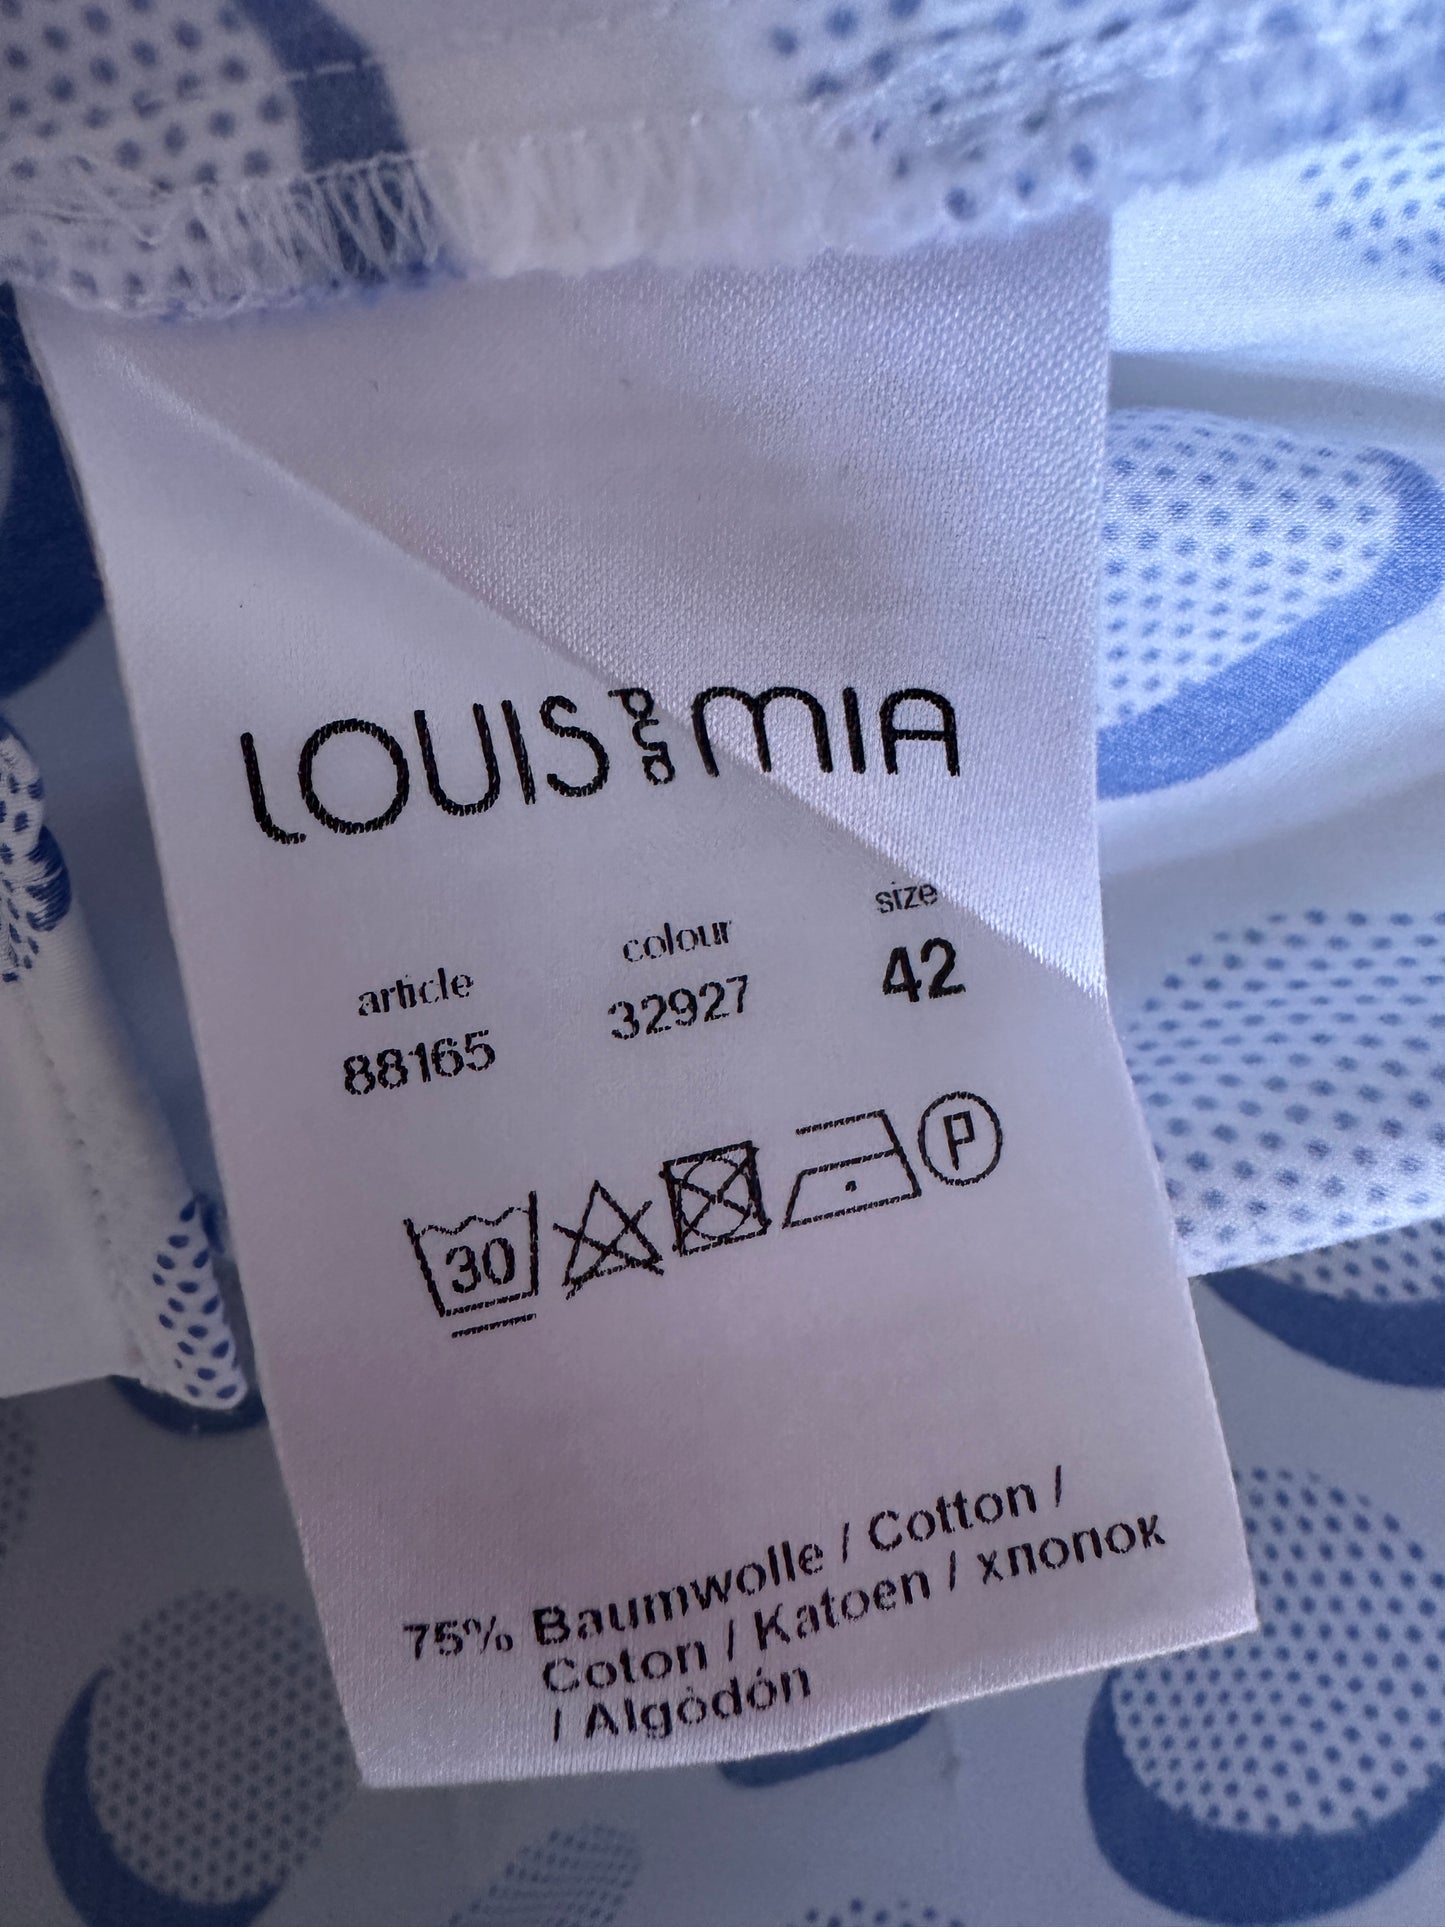 LOUIS and MIA
article colour size
88165 32927 42
30 P
75% Baumwolle / Cotton /
Coton / Katoen / хлопок
/ Algodón